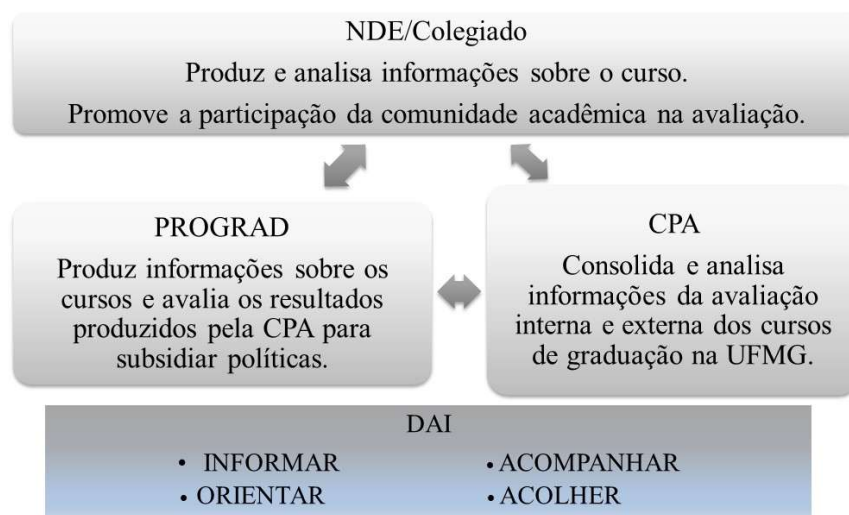 NDE/Colegiado
Produz e analisa informações sobre o curso.
Promove a participação da comunidade acadêmica na avaliação.
PROGRAD
Produz informações sobre os
cursos e avalia os resultados
produzidos pela CPA para
subsidiar políticas.
CPA
Consolida e analisa
informações da avaliação
interna e externa dos cursos
de graduação na UFMG.
DAI
• INFORMAR
• ORIENTAR
• ACOMPANHAR
• ACOLHER